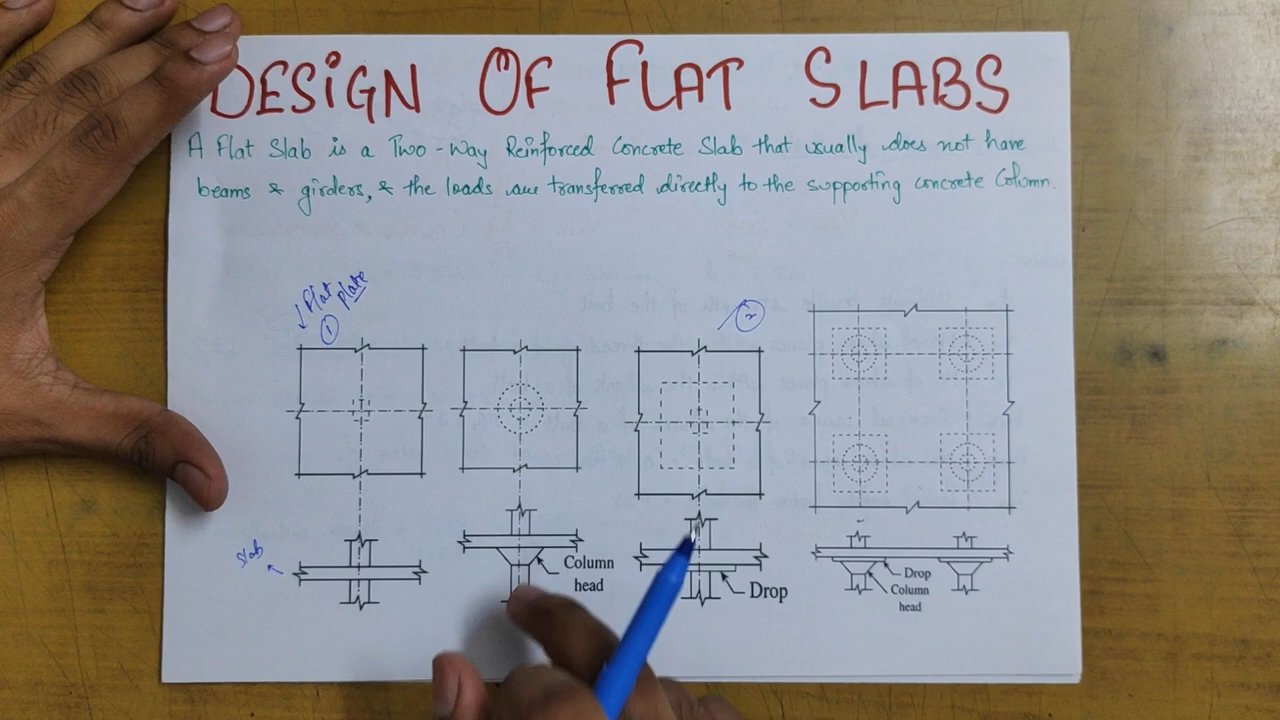 DESIGN OF FLAT SLABS
A Flat Slab is a Two-Way Reinforced Concrete Slab that usually does not have
beams & girders, & the loads are transferred directly to the supporting concrete Column.
Flat
plate
1
2
slab
Column
head
Drop
Drop
Column
head